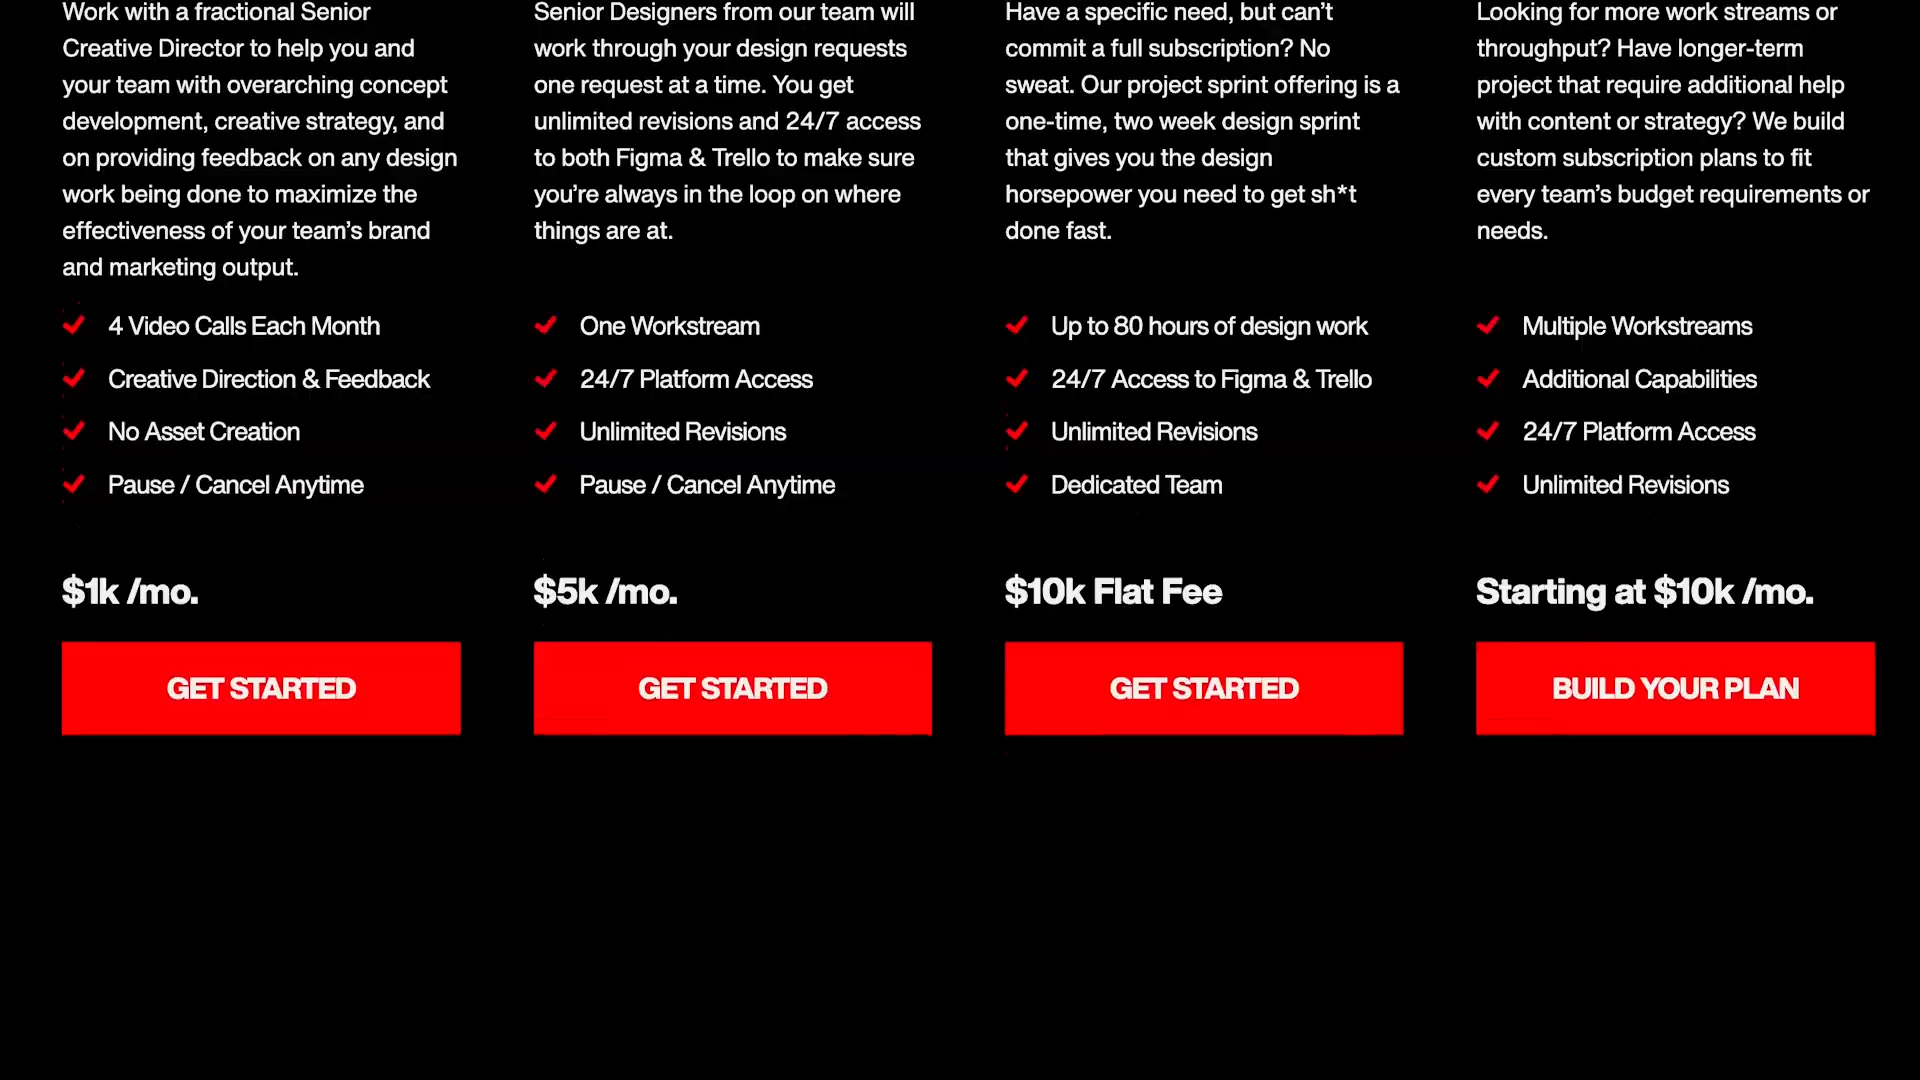 Work with a fractional Senior
Creative Director to help you and
your team with overarching concept
development, creative strategy, and
on providing feedback on any design
work being done to maximize the
effectiveness of your team’s brand
and marketing output.
4 Video Calls Each Month
Creative Direction & Feedback
No Asset Creation
Pause / Cancel Anytime
$1k /mo.
GET STARTED
Senior Designers from our team will
work through your design requests
one request at a time. You get
unlimited revisions and 24/7 access
to both Figma & Trello to make sure
you’re always in the loop on where
things are at.
One Workstream
24/7 Platform Access
Unlimited Revisions
Pause / Cancel Anytime
$5k /mo.
GET STARTED
Have a specific need, but can’t
commit a full subscription? No
sweat. Our project sprint offering is a
one-time, two week design sprint
that gives you the design
horsepower you need to get sh*t
done fast.
Up to 80 hours of design work
24/7 Access to Figma & Trello
Unlimited Revisions
Dedicated Team
$10k Flat Fee
GET STARTED
Looking for more work streams or
throughput? Have longer-term
project that require additional help
with content or strategy? We build
custom subscription plans to fit
every team’s budget requirements or
needs.
Multiple Workstreams
Additional Capabilities
24/7 Platform Access
Unlimited Revisions
Starting at $10k /mo.
BUILD YOUR PLAN